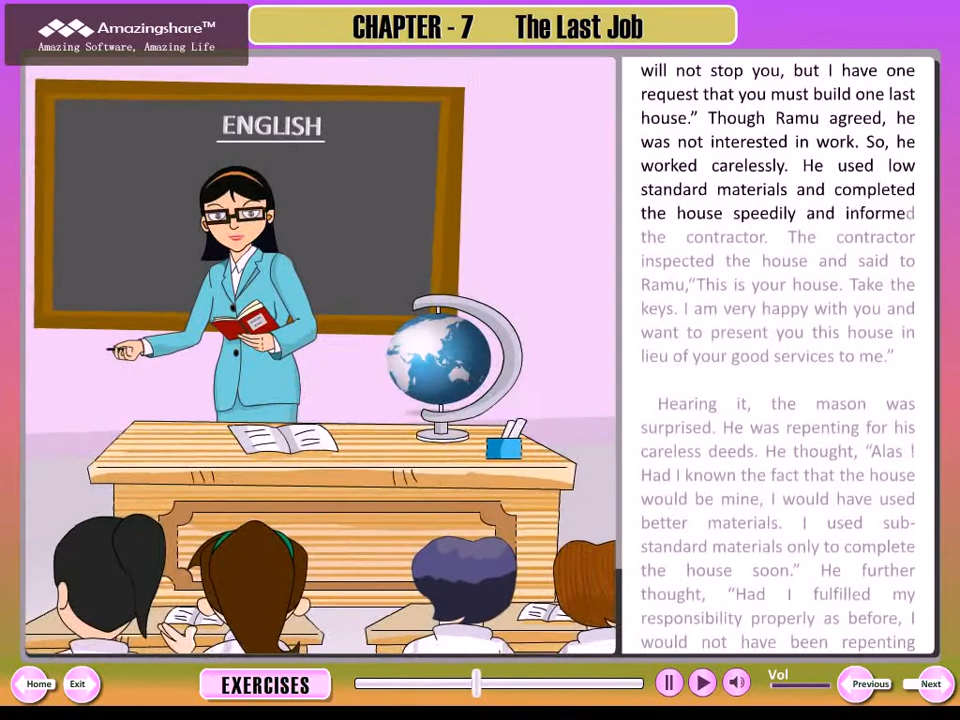 Amazingshare™
Amazing Software, Amazing Life
CHAPTER - 7 The Last Job
ENGLISH
will not stop you, but I have one
request that you must build one last
house.” Though Ramu agreed, he
was not interested in work. So, he
worked carelessly. He used low
standard materials and completed
the house speedily and informed
the contractor. The contractor
inspected the house and said to
Ramu,“This is your house. Take the
keys. I am very happy with you and
want to present you this house in
lieu of your good services to me.”
Hearing it, the mason was
surprised. He was repenting for his
careless deeds. He thought, “Alas !
Had I known the fact that the house
would be mine, I would have used
better materials. I used sub-
standard materials only to complete
the house soon.” He further
thought, “Had I fulfilled my
responsibility properly as before, I
would not have been repenting
Home
Exit
EXERCISES
Vol
Previous
Next